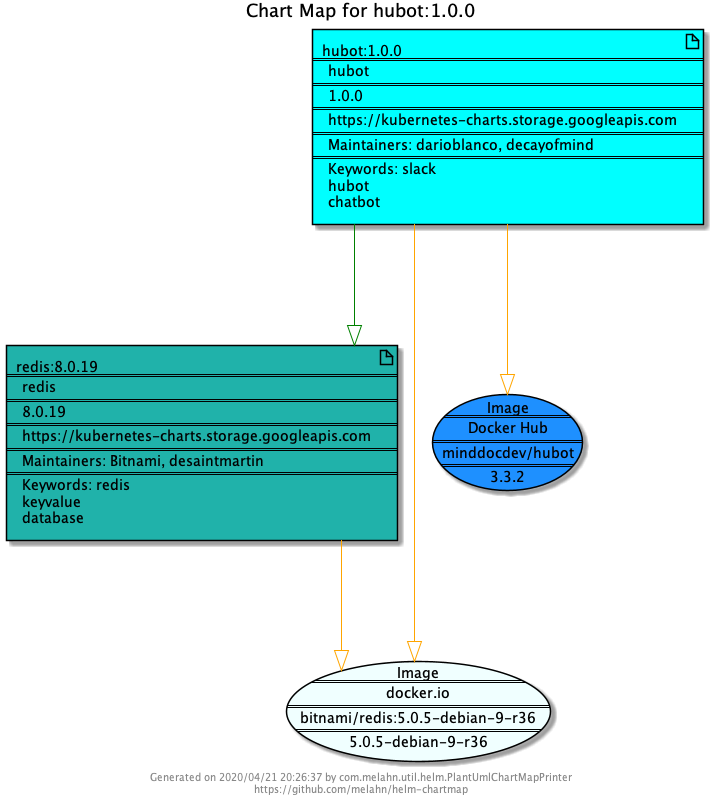 Chart Map for hubot:1.0.0
hubot:1.0.0
hubot
1.0.0
https://kubernetes-charts.storage.googleapis.com
Maintainers: darioblanco, decayofmind
Keywords: slack
hubot
chatbot
redis:8.0.19
redis
8.0.19
https://kubernetes-charts.storage.googleapis.com
Maintainers: Bitnami, desaintmartin
Keywords: redis
keyvalue
database
Image
Docker Hub
minddocdev/hubot
3.3.2
Image
docker.io
bitnami/redis:5.0.5-debian-9-r36
5.0.5-debian-9-r36
Generated on 2020/04/21 20:26:37 by com.melahn.util.helm.PlantUmlChartMapPrinter
https://github.com/melahn/helm-chartmap